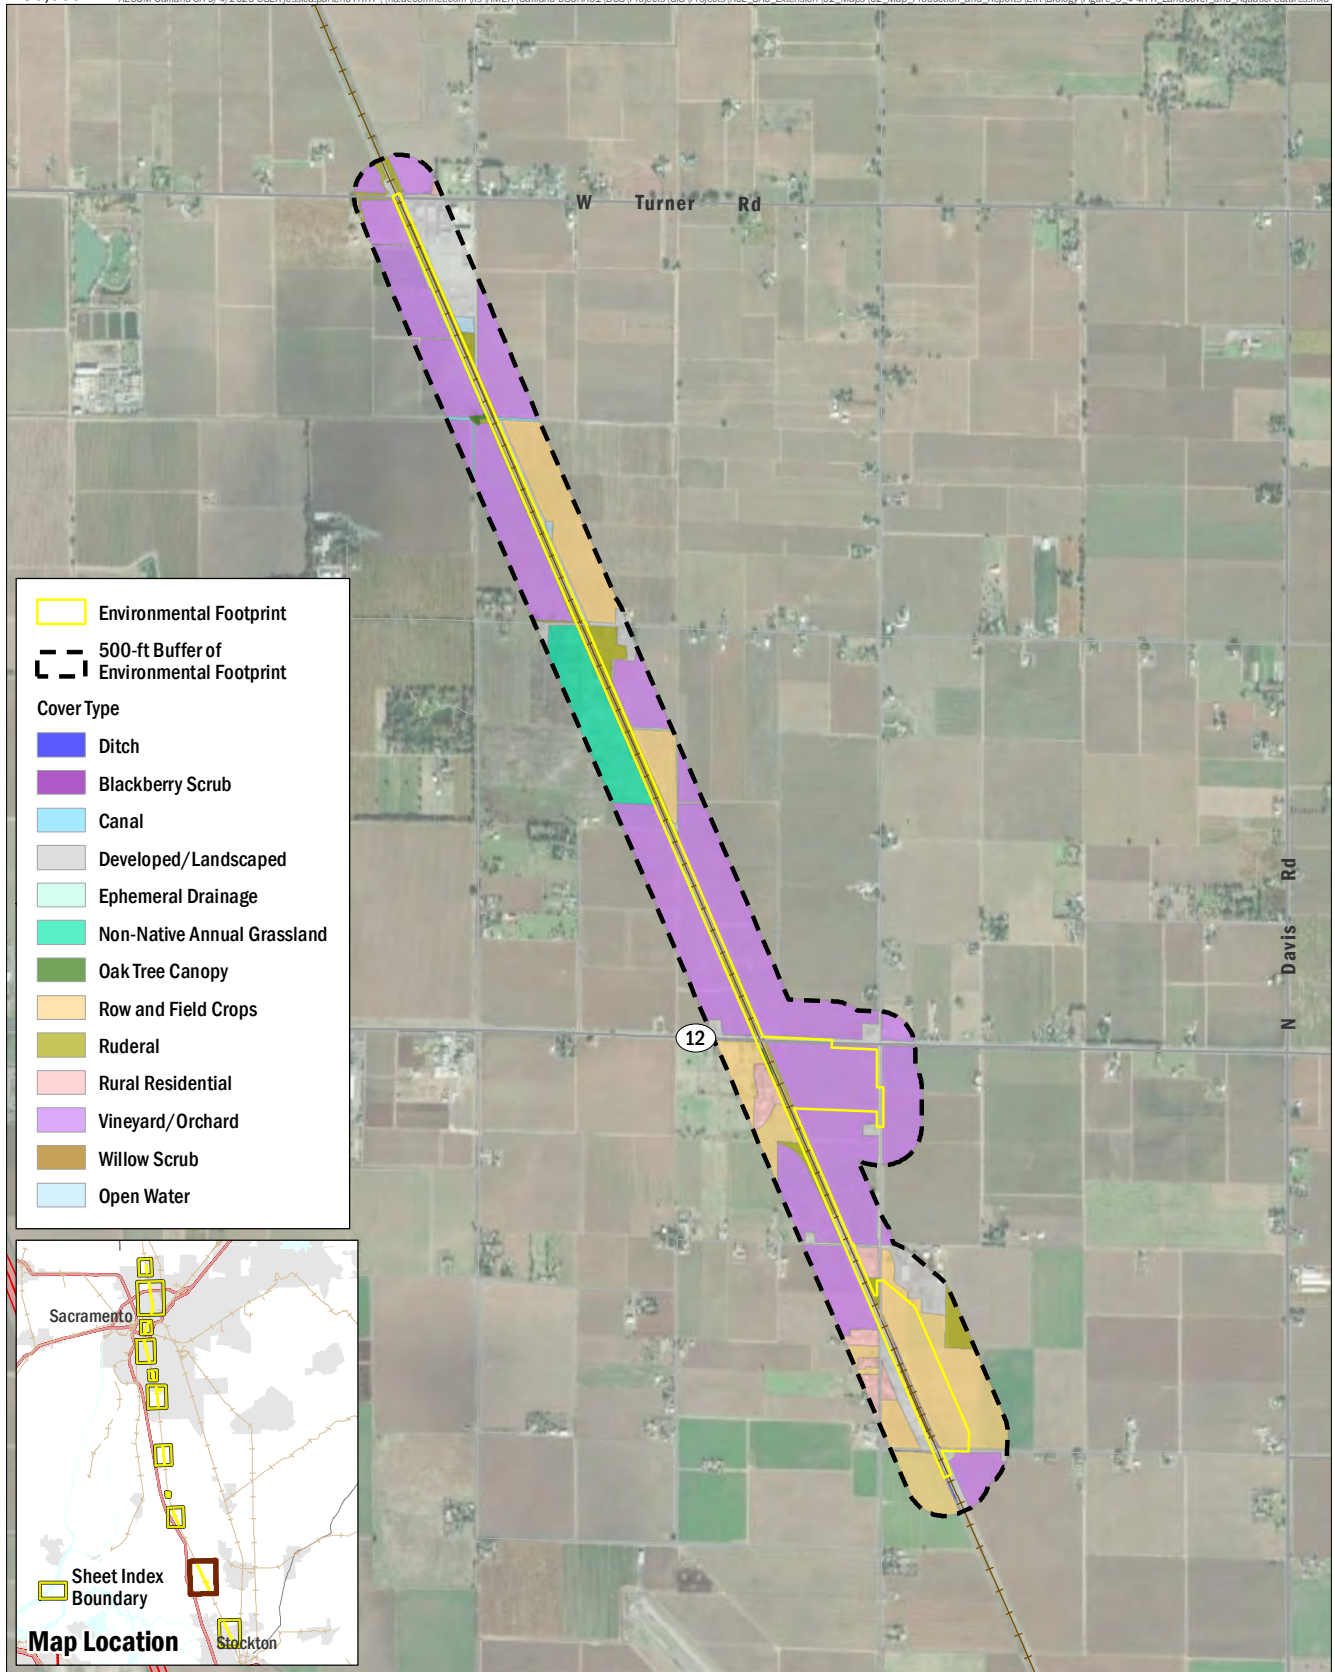 W Turner Rd
N Davis Rd
12
Environmental Footprint
500-ft Buffer of
Environmental Footprint
Cover Type
Ditch
Blackberry Scrub
Canal
Developed/Landscaped
Ephemeral Drainage
Non-Native Annual Grassland
Oak Tree Canopy
Row and Field Crops
Ruderal
Rural Residential
Vineyard/Orchard
Willow Scrub
Open Water
Sacramento
Sheet Index
Boundary
Map Location
Stockton